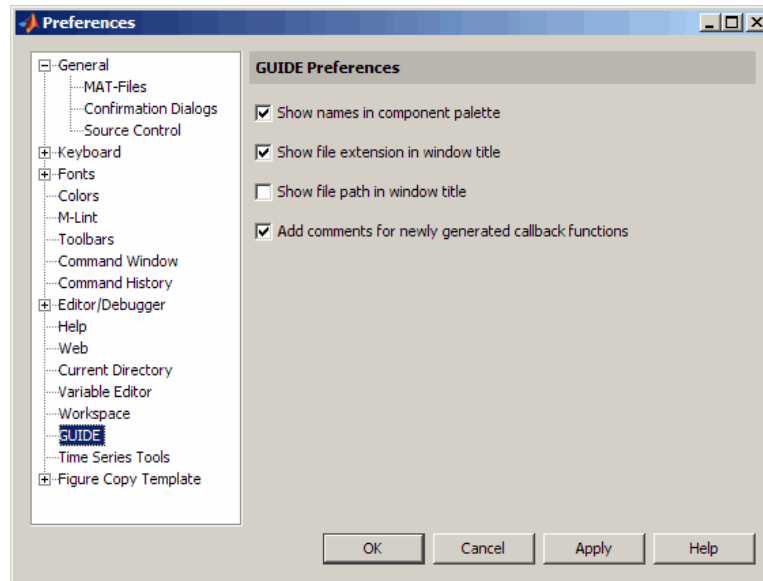 Preferences
General
MAT-Files
Confirmation Dialogs
Source Control
Keyboard
Fonts
Colors
M-Lint
Toolbars
Command Window
Command History
Editor/Debugger
Help
Web
Current Directory
Variable Editor
Workspace
GUIDE
Time Series Tools
Figure Copy Template
GUIDE Preferences
Show names in component palette
Show file extension in window title
Show file path in window title
Add comments for newly generated callback functions
OK Cancel Apply Help